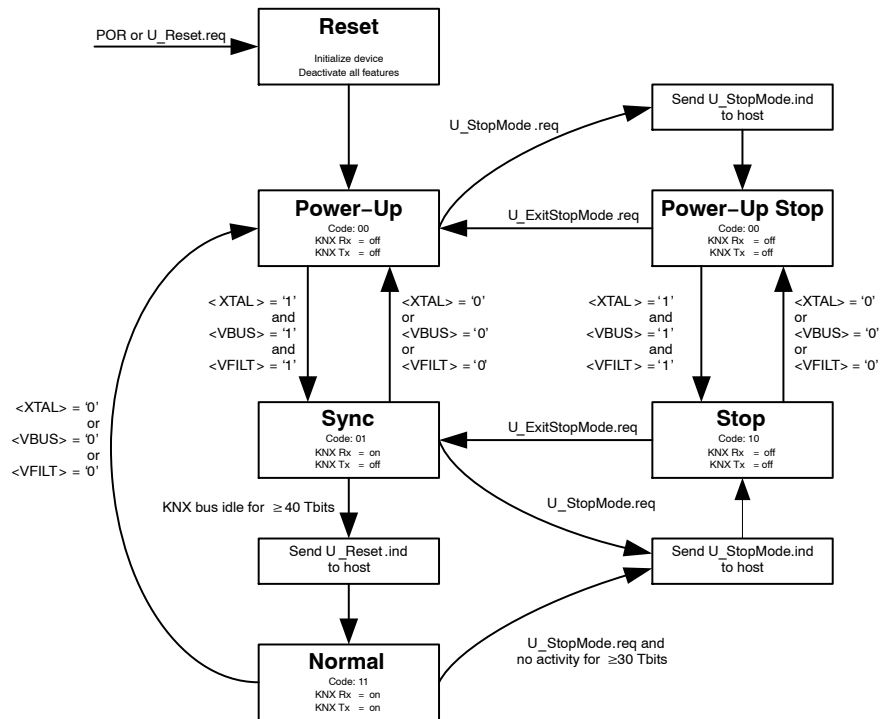 Reset
POR or U_Reset.req
Initialize device
Deactivate all features
Send U_StopMode.ind
to host
U_StopMode .req
Power–Up
Code: 00
KNX Rx = off
KNX Tx = off
U_ExitStopMode.req
Power–Up Stop
Code: 00
KNX Rx = off
KNX Tx = off
<XTAL> = ‘1’
and
<VBUS> = ‘1’
and
<VFILT> = ‘1’
<XTAL> = ‘0’
or
<VBUS> = ‘0’
or
<VFILT> = ‘0’
<XTAL> = ‘1’
and
<VBUS> = ‘1’
and
<VFILT> = ‘1’
<XTAL> = ‘0’
or
<VBUS> = ‘0’
or
<VFILT> = ‘0’
<XTAL> = ‘0’
or
<VBUS> = ‘0’
or
<VFILT> = ‘0’
Sync
Code: 01
KNX Rx = on
KNX Tx = off
U_ExitStopMode.req
Stop
Code: 10
KNX Rx = off
KNX Tx = off
KNX bus idle for ≥40 Tbits
U_StopMode.req
Send U_Reset.ind
to host
Send U_StopMode.ind
to host
U_StopMode.req and
no activity for ≥30 Tbits
Normal
Code: 11
KNX Rx = on
KNX Tx = on